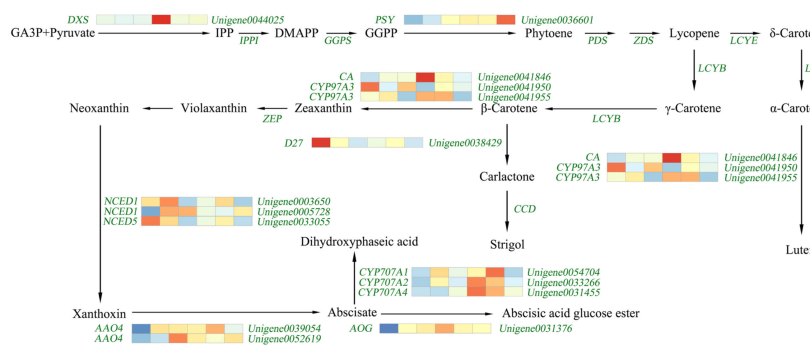 DXS Unigene0044025 PSY Unigene0036601
GA3P+Pyruvate IPP DMAPP GGPP Phytoene Lycopene δ-Carote
IPPI GGPS PDS ZDS LCYE
LCYB L
CA Unigene0041846
CYP97A3 Unigene0041950
CYP97A3 Unigene0041955
Neoxanthin Violaxanthin Zeaxanthin β-Carotene γ-Carotene α-Carote
ZEP LCYB
D27 Unigene0038429
CA Unigene0041846
CYP97A3 Unigene0041950
CYP97A3 Unigene0041955
Carlactone
NCED1 Unigene0003650
NCED1 Unigene0005728
NCED5 Unigene0033055
CCD
Dihydroxyphaseic acid Strigol Lute
CYP707A1 Unigene0054704
CYP707A2 Unigene0033266
CYP707A4 Unigene0031455
Xanthoxin Abscisate Abscisic acid glucose ester
AAO4 Unigene0039054 AOG Unigene0031376
AAO4 Unigene0052619